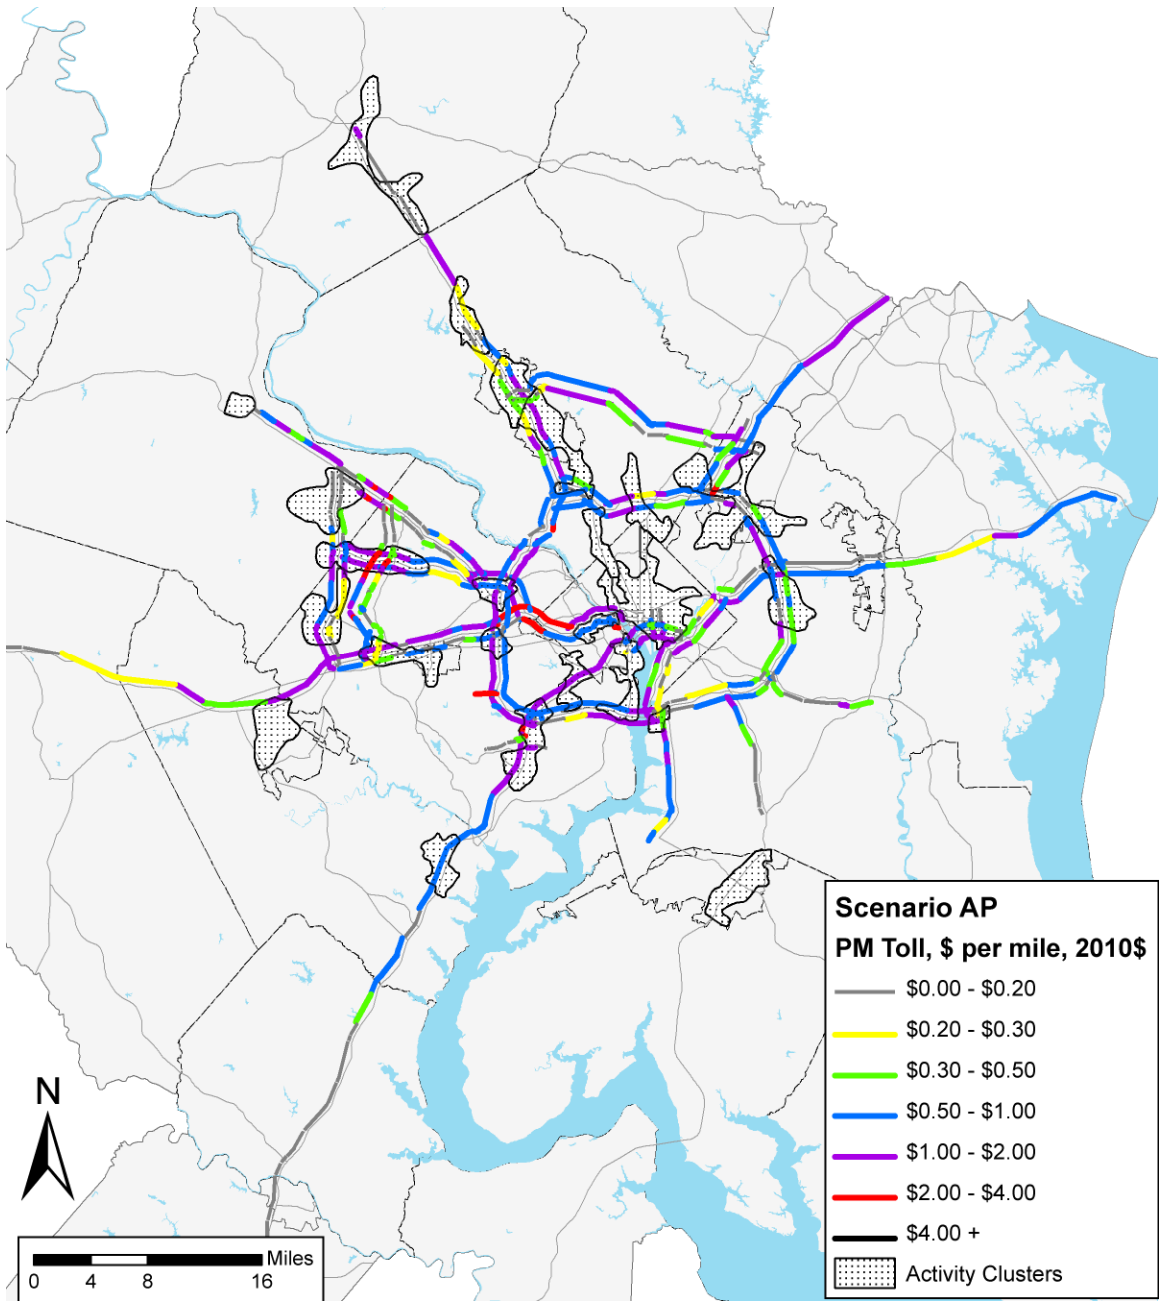 Scenario AP
PM Toll, $ per mile, 2010$
$0.00 - $0.20
$0.20 - $0.30
$0.30 - $0.50
$0.50 - $1.00
$1.00 - $2.00
$2.00 - $4.00
$4.00 +
Activity Clusters
N
Miles
0 4 8 16